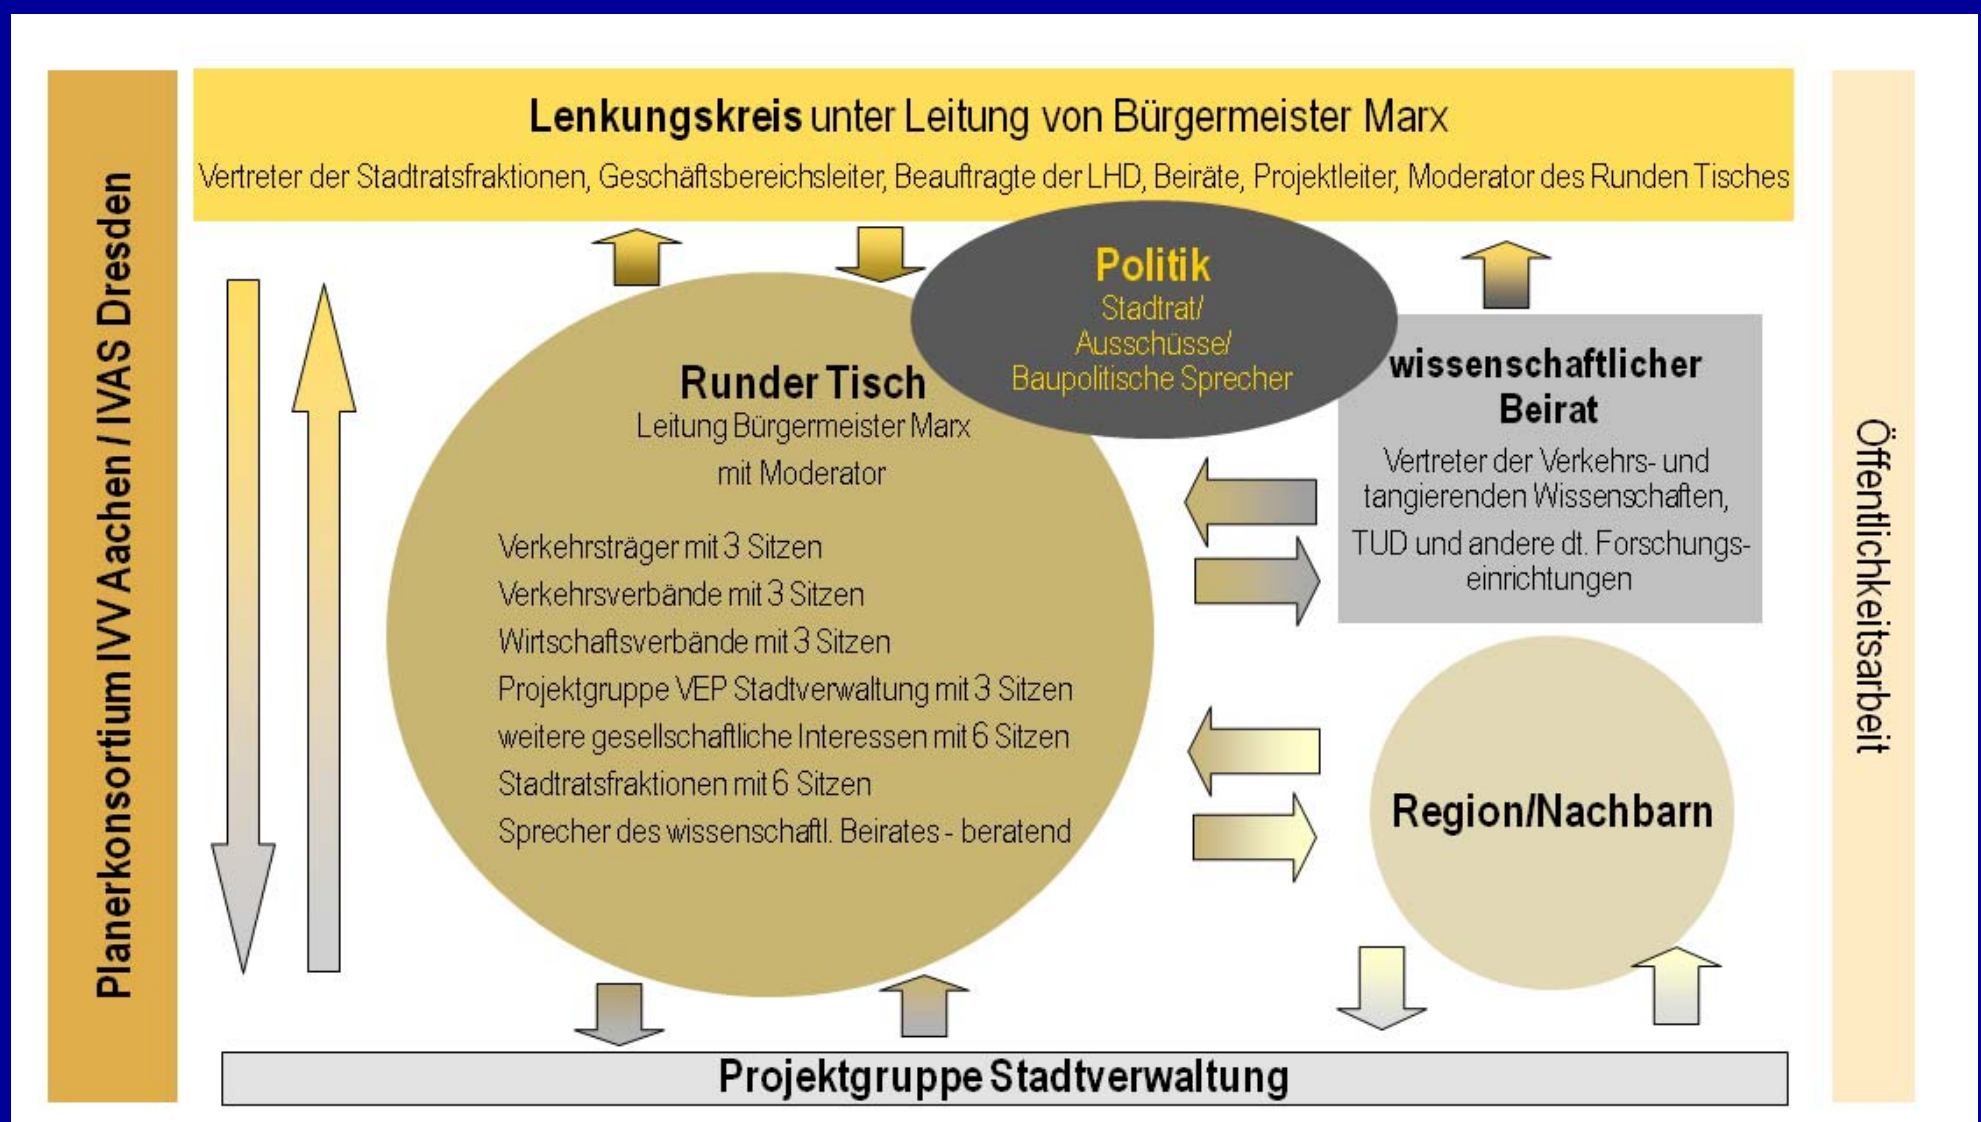 Planerkonsortium IVV Aachen / IVAS Dresden
Lenkungskreis unter Leitung von Bürgermeister Marx
Vertreter der Stadtratsfraktionen, Geschäftsbereichsleiter, Beauftragte der LHD, Beiräte, Projektleiter, Moderator des Runden Tisches
Politik
Stadtrat/
Ausschüsse/
Baupolitische Sprecher
Runder Tisch
Leitung Bürgermeister Marx
mit Moderator
Verkehrsträger mit 3 Sitzen
Verkehrsverbände mit 3 Sitzen
Wirtschaftsverbände mit 3 Sitzen
Projektgruppe VEP Stadtverwaltung mit 3 Sitzen
weitere gesellschaftliche Interessen mit 6 Sitzen
Stadtratsfraktionen mit 6 Sitzen
Sprecher des wissenschaftl. Beirates - beratend
wissenschaftlicher
Beirat
Vertreter der Verkehrs- und
tangierenden Wissenschaften,
TUD und andere dt. Forschungs-
einrichtungen
Region/Nachbarn
Projektgruppe Stadtverwaltung
Öffentlichkeitsarbeit